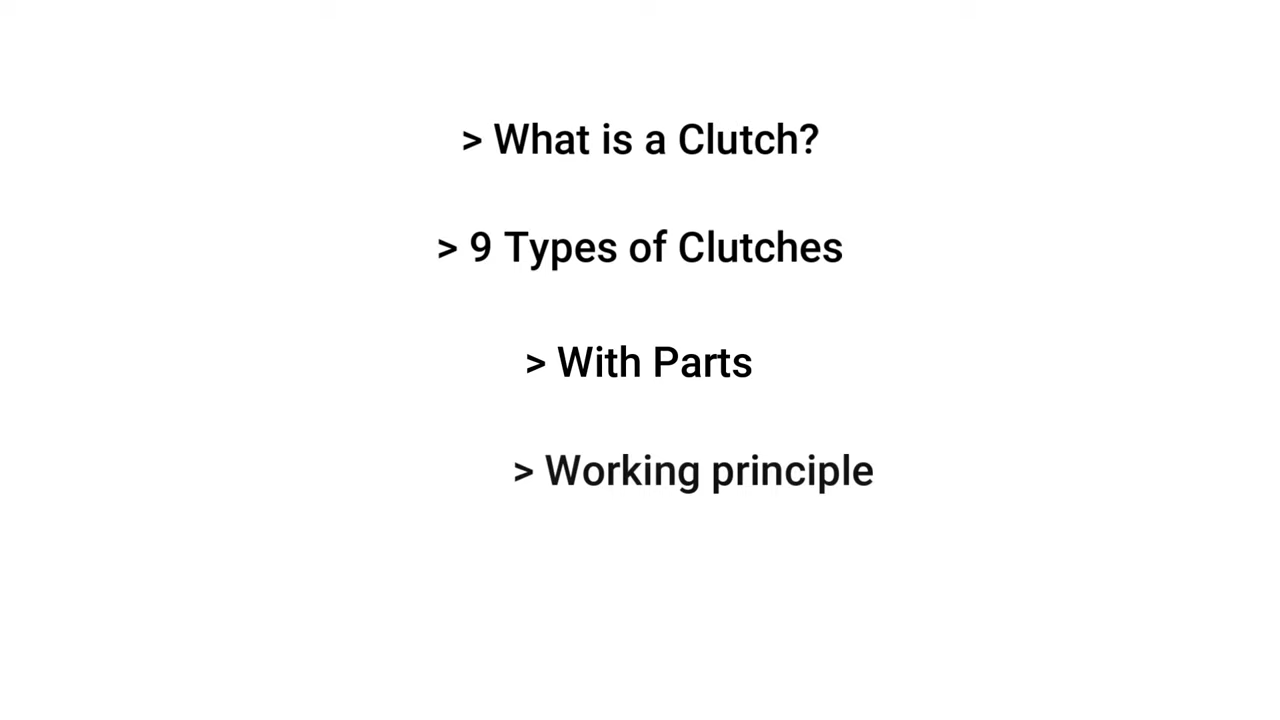 > What is a Clutch?
> 9 Types of Clutches
> With Parts
> Working principle